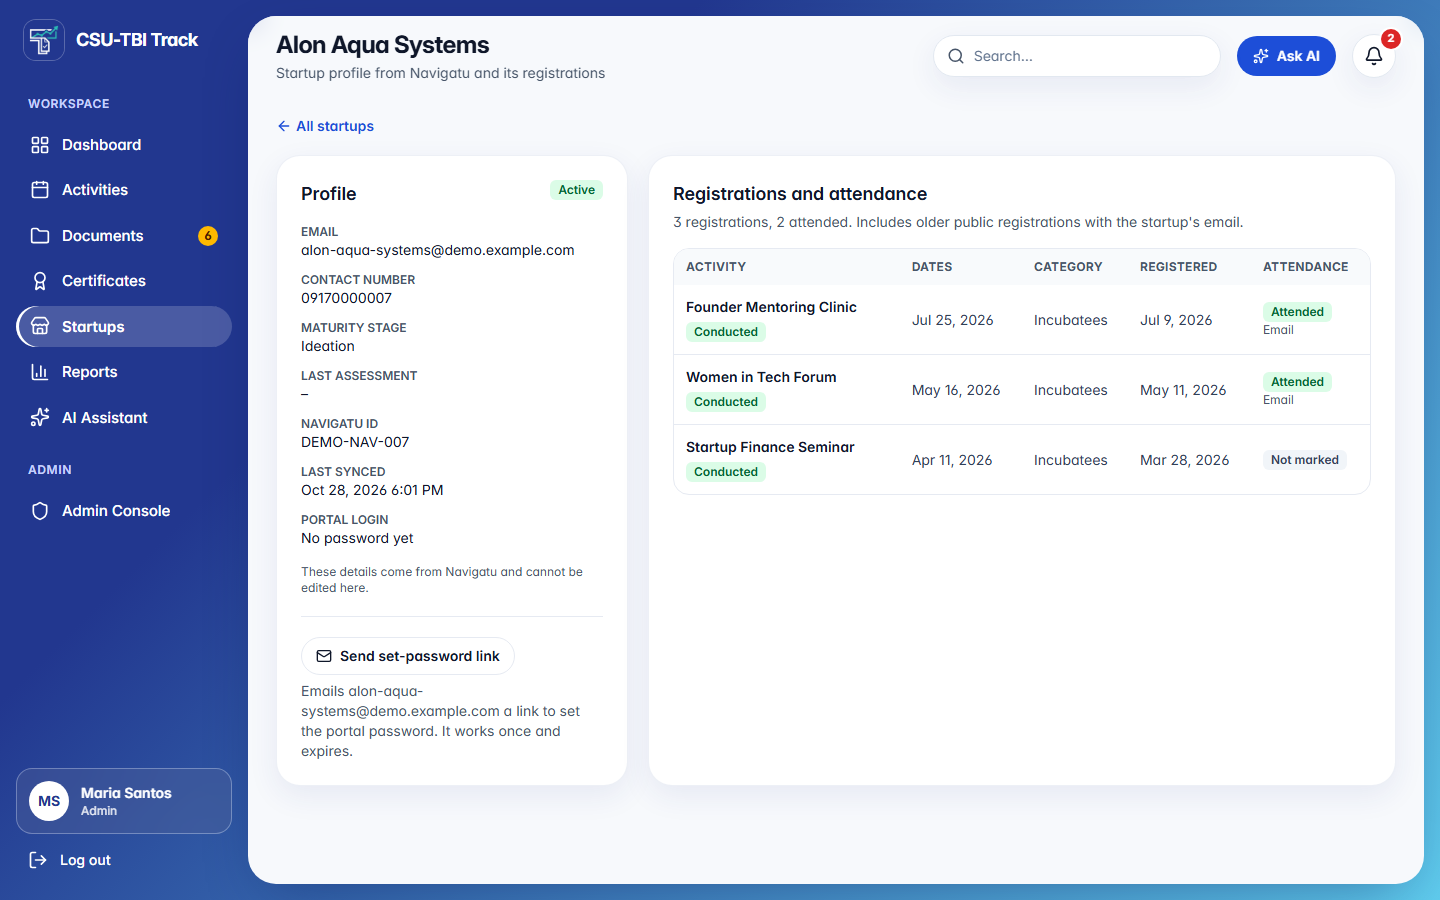 CSU-TBI Track
WORKSPACE
Dashboard
Activities
Documents 6
Certificates
Startups
Reports
AI Assistant
ADMIN
Admin Console
MS
Maria Santos
Admin
Log out
Alon Aqua Systems
Startup profile from Navigatu and its registrations
Search...
Ask AI
2
All startups
Profile
Active
EMAIL
alon-aqua-systems@demo.example.com
CONTACT NUMBER
09170000007
MATURITY STAGE
Ideation
LAST ASSESSMENT
–
NAVIGATU ID
DEMO-NAV-007
LAST SYNCED
Oct 28, 2026 6:01 PM
PORTAL LOGIN
No password yet
These details come from Navigatu and cannot be
edited here.
Send set-password link
Emails alon-aqua-
systems@demo.example.com a link to set
the portal password. It works once and
expires.
Registrations and attendance
3 registrations, 2 attended. Includes older public registrations with the startup's email.
ACTIVITY DATES CATEGORY REGISTERED ATTENDANCE
Founder Mentoring Clinic
Conducted
Jul 25, 2026 Incubatees Jul 9, 2026
Attended
Email
Women in Tech Forum
Conducted
May 16, 2026 Incubatees May 11, 2026
Attended
Email
Startup Finance Seminar
Conducted
Apr 11, 2026 Incubatees Mar 28, 2026
Not marked